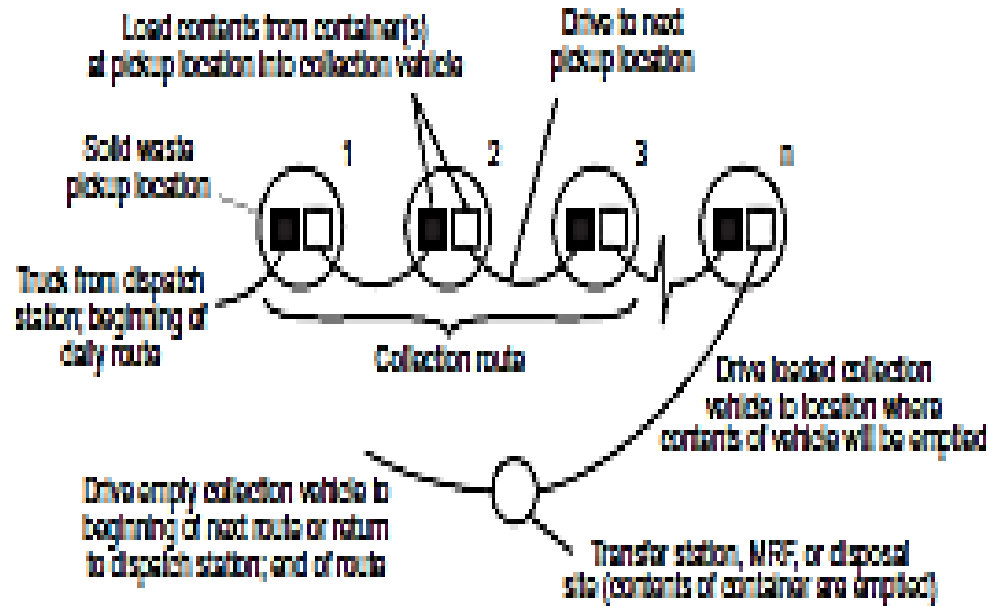 Load contents from container(s)
at pickup location into collection vehicle
Drive to next
pickup location
Solid waste
pickup location
1
2
3
n
Truck from dispatch
station; beginning of
daily route
Collection route
Drive loaded collection
vehicle to location where
contents of vehicle will be emptied
Drive empty collection vehicle to
beginning of next route or return
to dispatch station; end of route
Transfer station, MRF, or disposal
site (contents of container are emptied)